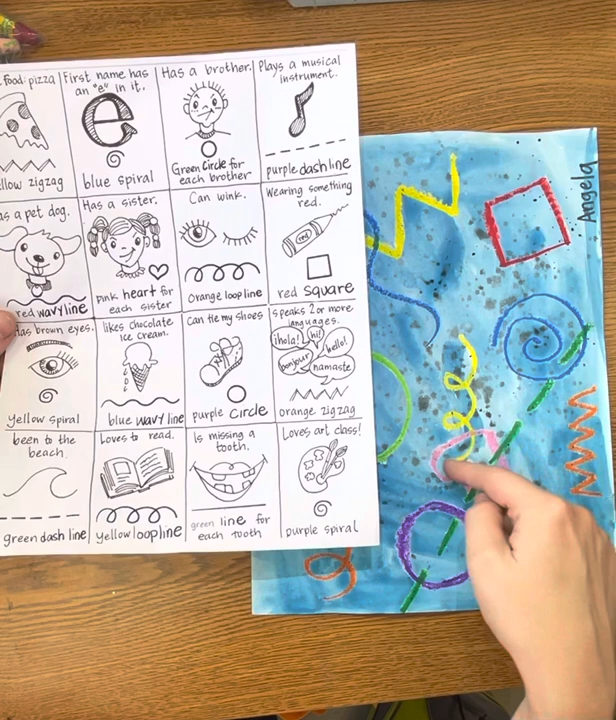 Food: pizza
yellow zigzag
First name has
an "e" in it.
e
blue spiral
Has a brother.
Green Circle for
each brother
Plays a musical
instrument.
purple dash line
has a pet dog.
red wavy line
Has a sister.
pink heart for
each sister
Can wink.
Orange loop line
Wearing something
red.
red
red square
Has brown eyes.
yellow spiral
likes chocolate
ice cream.
blue wavy line
Can tie my shoes
purple circle
speaks 2 or more
languages.
¡hola!
hi!
hello!
bonjour
namaste
orange zigzag
been to the
beach.
green dash line
Loves to read.
yellow loop line
Is missing a
tooth.
green line for
each tooth
Loves art class!
purple spiral
Angela